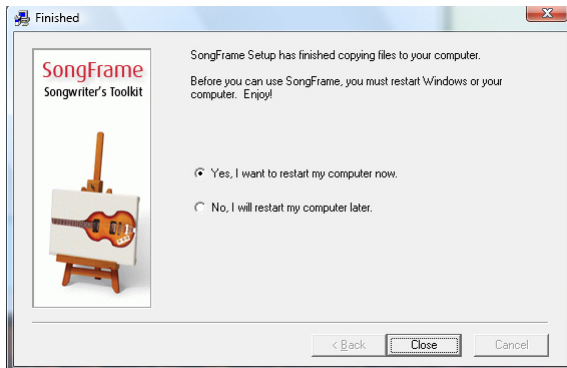 Finished
SongFrame
Songwriter's Toolkit
SongFrame Setup has finished copying files to your computer.
Before you can use SongFrame, you must restart Windows or your
computer.  Enjoy!
Yes, I want to restart my computer now.
No, I will restart my computer later.
< Back
Close
Cancel